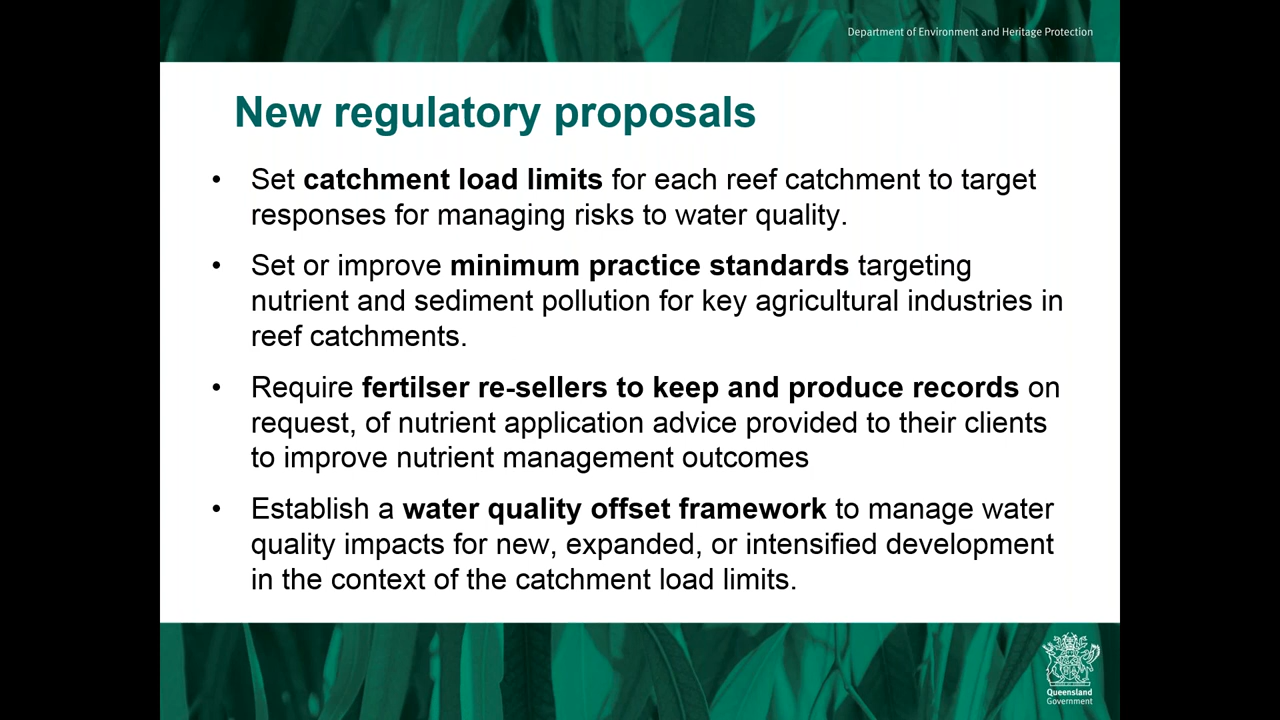 Department of Environment and Heritage Protection
New regulatory proposals
• Set catchment load limits for each reef catchment to target
responses for managing risks to water quality.
• Set or improve minimum practice standards targeting
nutrient and sediment pollution for key agricultural industries in
reef catchments.
• Require fertilser re-sellers to keep and produce records on
request, of nutrient application advice provided to their clients
to improve nutrient management outcomes
• Establish a water quality offset framework to manage water
quality impacts for new, expanded, or intensified development
in the context of the catchment load limits.
Queensland
Government